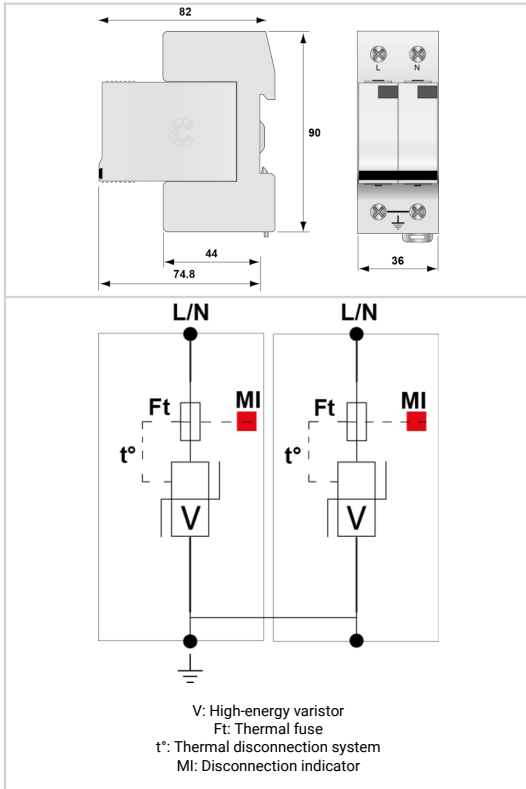 82
L N
90
44
74.8
36
L/N L/N
Ft MI Ft MI
t° t°
V V
V: High-energy varistor
Ft: Thermal fuse
t°: Thermal disconnection system
MI: Disconnection indicator